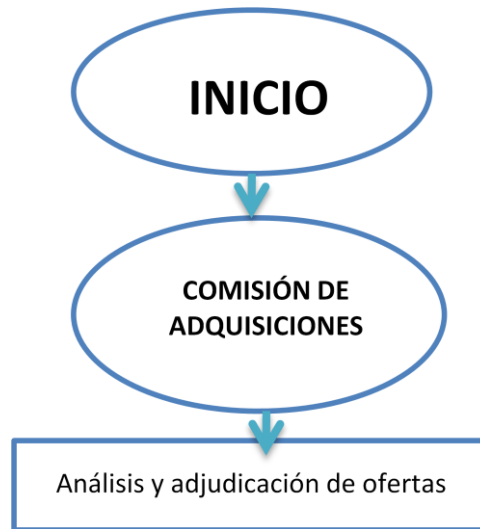 INICIO
COMISIÓN DE
ADQUISICIONES
Análisis y adjudicación de ofertas